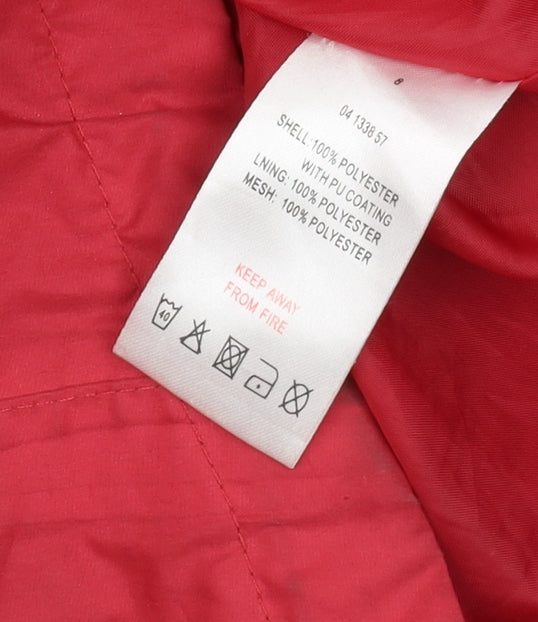 8
04 1338 57
SHELL:100% POLYESTER
WITH PU COATING
LNING: 100% POLYESTER
MESH: 100% POLYESTER
KEEP AWAY
FROM FIRE
40